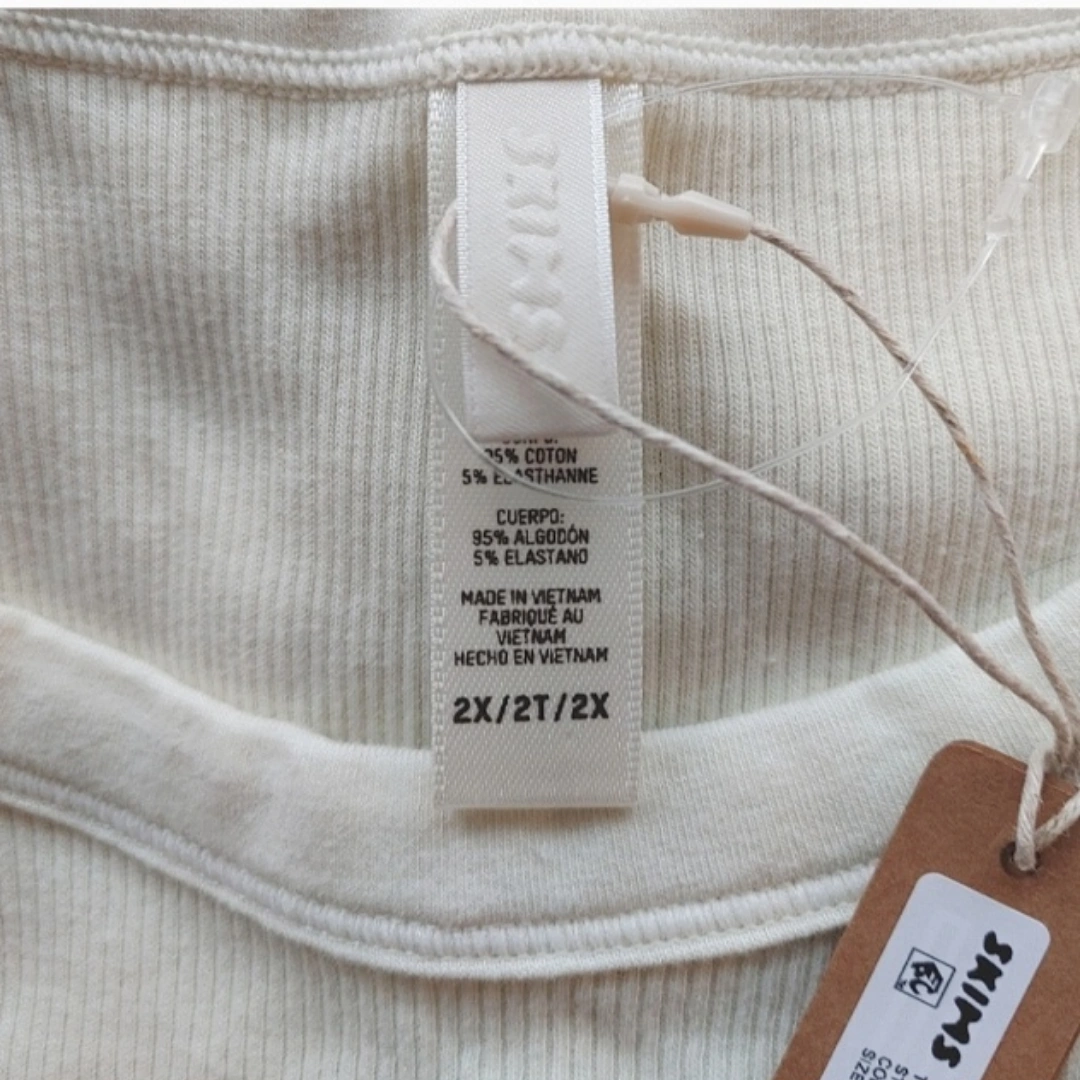 SKIMS
95% COTON
5% ELASTHANNE
CUERPO:
95% ALGODÓN
5% ELASTANO
MADE IN VIETNAM
FABRIQUÉ AU
VIETNAM
HECHO EN VIETNAM
2X/2T/2X
SKIMS
SIZE